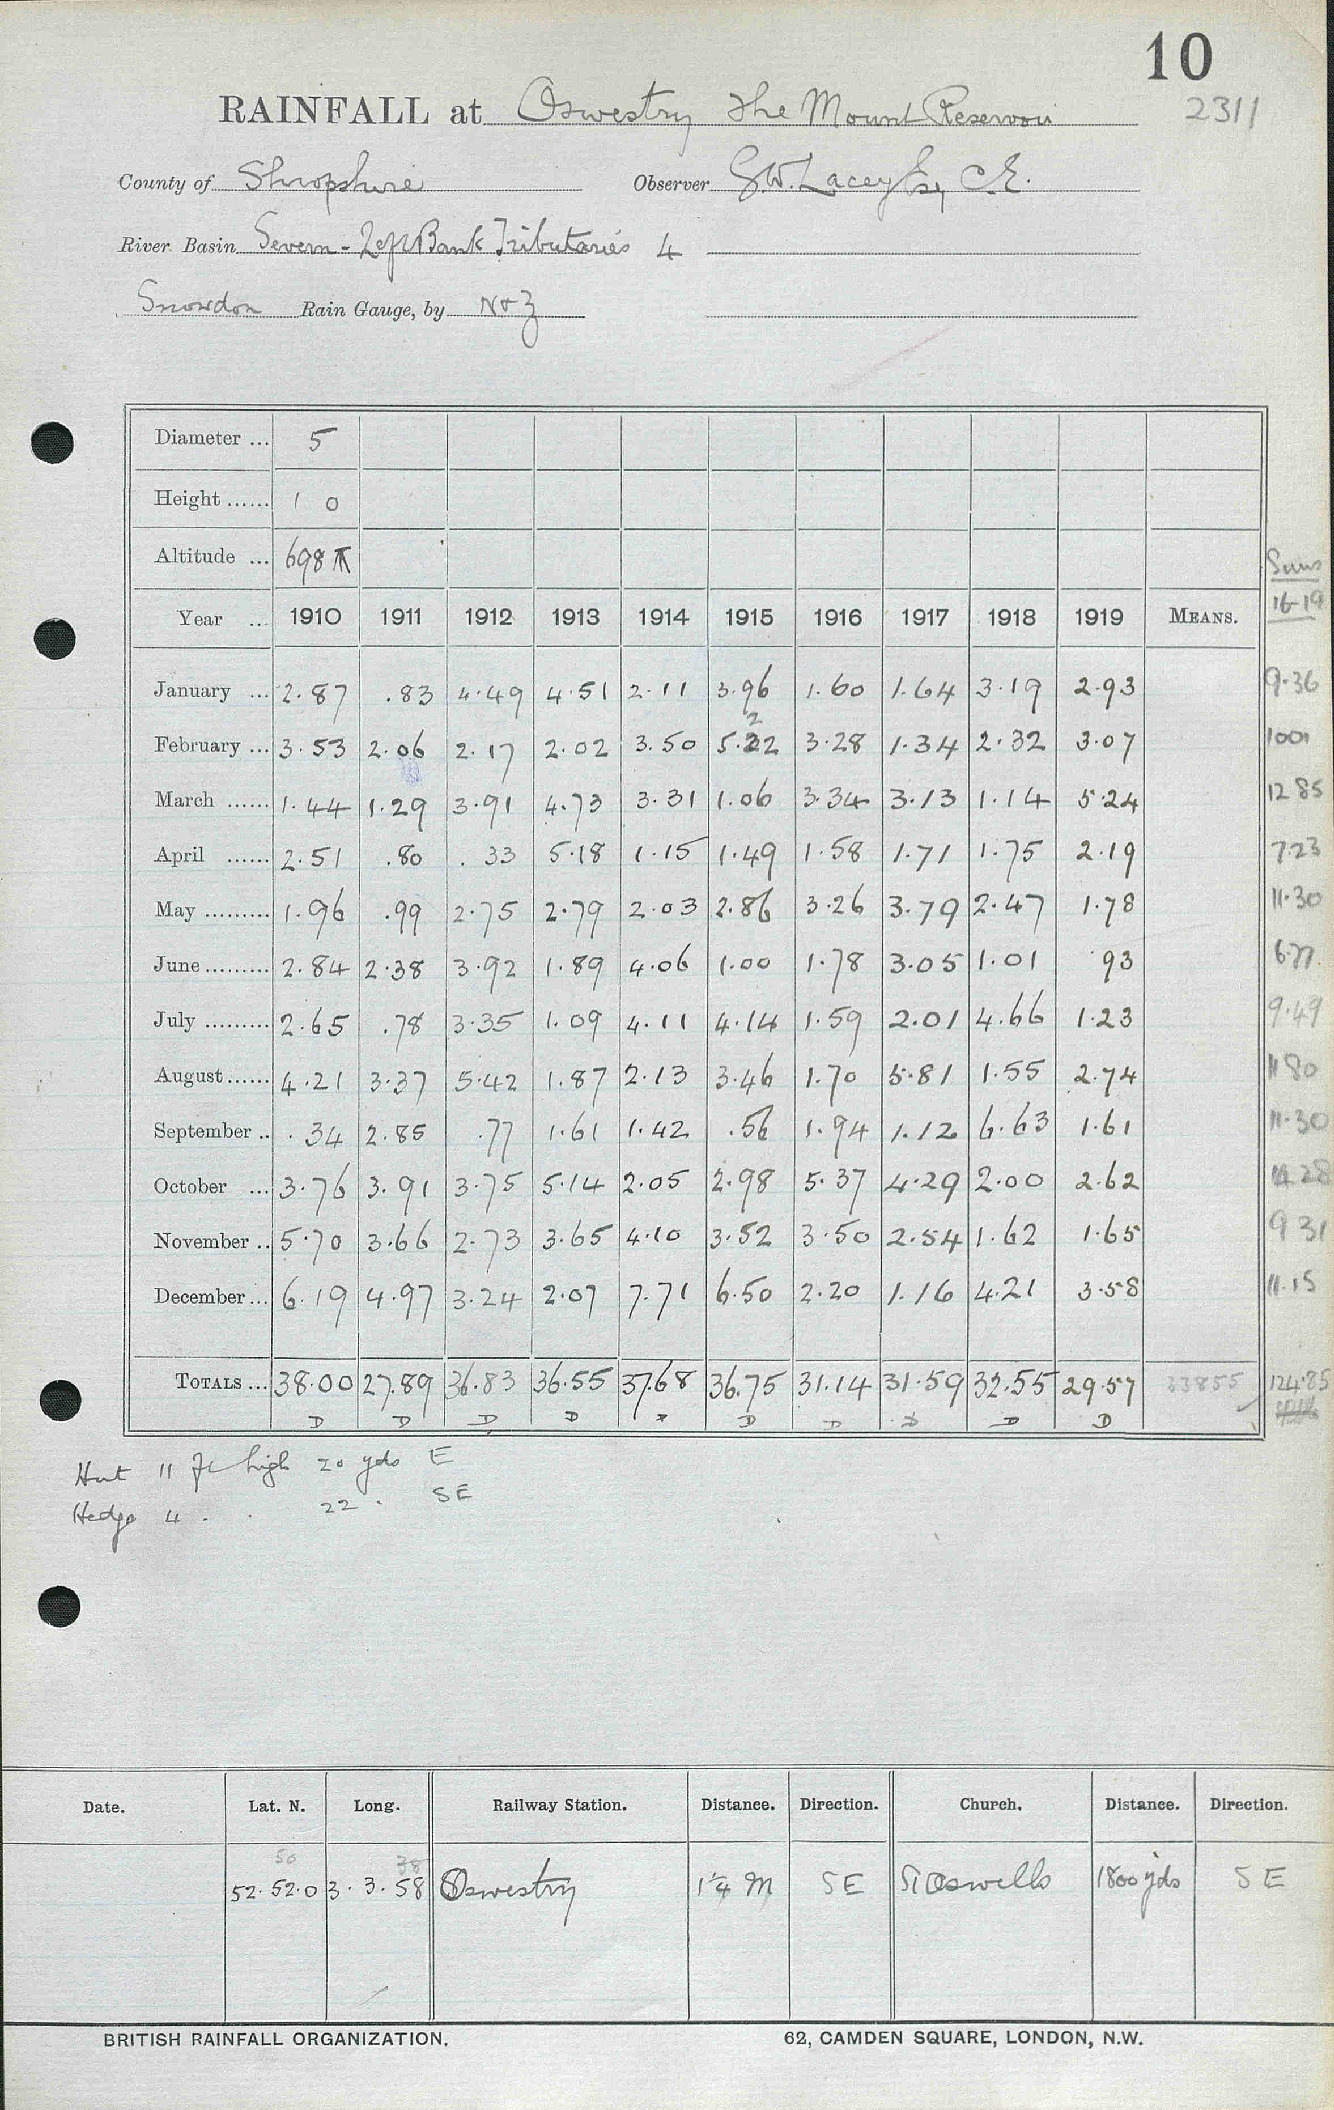 10
RAINFALL at Oswestry The Mount Reservoir 2311
County of Shropshire Observer G.W. Lacey Esq C.E.
River Basin Severn - Left Bank Tributaries 4
Snowdon Rain Gauge, by N & Z
Diameter ... 5
Height ...... 1 0
Altitude ... 698
Sums
Year ... 1910 1911 1912 1913 1914 1915 1916 1917 1918 1919 MEANS. 16-19
January ... 2.87 .83 4.49 4.51 2.11 3.96 1.60 1.64 3.19 2.93 9.36
February ... 3.53 2.06 2.17 2.02 3.50 5.22 3.28 1.34 2.32 3.07 1001
March ...... 1.44 1.29 3.91 4.73 3.31 1.06 3.34 3.13 1.14 5.24 12 85
April ...... 2.51 .80 .33 5.18 1.15 1.49 1.58 1.71 1.75 2.19 7.23
May ......... 1.96 .99 2.75 2.79 2.03 2.86 3.26 3.79 2.47 1.78 11.30
June ......... 2.84 2.38 3.92 1.89 4.06 1.00 1.78 3.05 1.01 .93 6.77
July ......... 2.65 .78 3.35 1.09 4.11 4.14 1.59 2.01 4.66 1.23 9.49
August ...... 4.21 3.37 5.42 1.87 2.13 3.46 1.70 5.81 1.55 2.74 11 80
September .. .34 2.85 .77 1.61 1.42 .56 1.94 1.12 6.63 1.61 11.30
October ... 3.76 3.91 3.75 5.14 2.05 2.98 5.37 4.29 2.00 2.62 14.28
November .. 5.70 3.66 2.73 3.65 4.10 3.52 3.50 2.54 1.62 1.65 9 31
December ... 6.19 4.97 3.24 2.07 7.71 6.50 2.20 1.16 4.21 3.58 11.15
TOTALS ... 38.00 27.89 36.83 36.55 37.68 36.75 31.14 31.59 32.55 29.57 33855 124.85
D D D D D D D D D
Hut 11 ft high 20 yds E
Hedge 4 . . 22 . SE
Date. Lat. N. Long. Railway Station. Distance. Direction. Church. Distance. Direction.
50 38
52.52.0 3.3.58 Oswestry 1¼ M SE St Oswells 1800 yds SE
BRITISH RAINFALL ORGANIZATION. 62, CAMDEN SQUARE, LONDON, N.W.